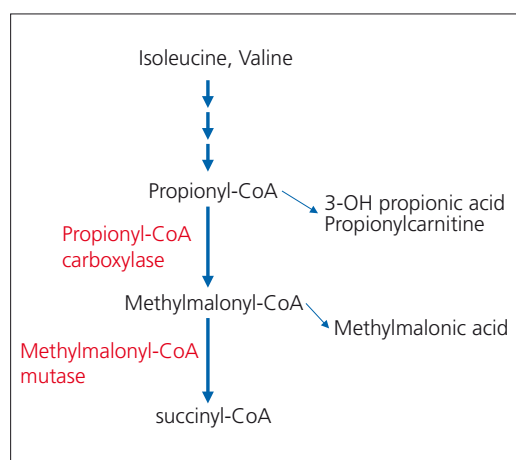 Isoleucine, Valine
Propionyl-CoA
3-OH propionic acid
Propionylcarnitine
Propionyl-CoA
carboxylase
Methylmalonyl-CoA
Methylmalonic acid
Methylmalonyl-CoA
mutase
succinyl-CoA